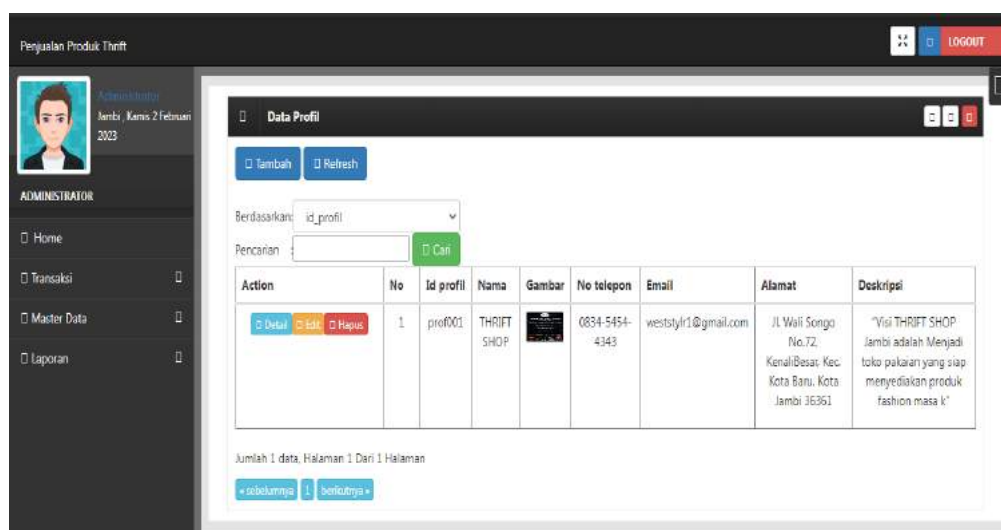 Penjualan Produk Thrift
LOGOUT
Administrator
Jambi , Kamis 2 Februari
2023
ADMINISTRATOR
Home
Transaksi
Master Data
Laporan
Data Profil
Tambah Refresh
Berdasarkan: id_profil
Pencarian : Cari
Action No Id profil Nama Gambar No telepon Email Alamat Deskripsi
Detail Edit Hapus 1 prof001 THRIFT SHOP 0834-5454-4343 weststylr1@gmail.com
Jl. Wali Songo
No.72,
KenaliBesar, Kec.
Kota Baru, Kota
Jambi 36361
"Visi THRIFT SHOP
Jambi adalah Menjadi
toko pakaian yang siap
menyediakan produk
fashion masa k"
Jumlah 1 data, Halaman 1 Dari 1 Halaman
« sebelumnya 1 berikutnya »